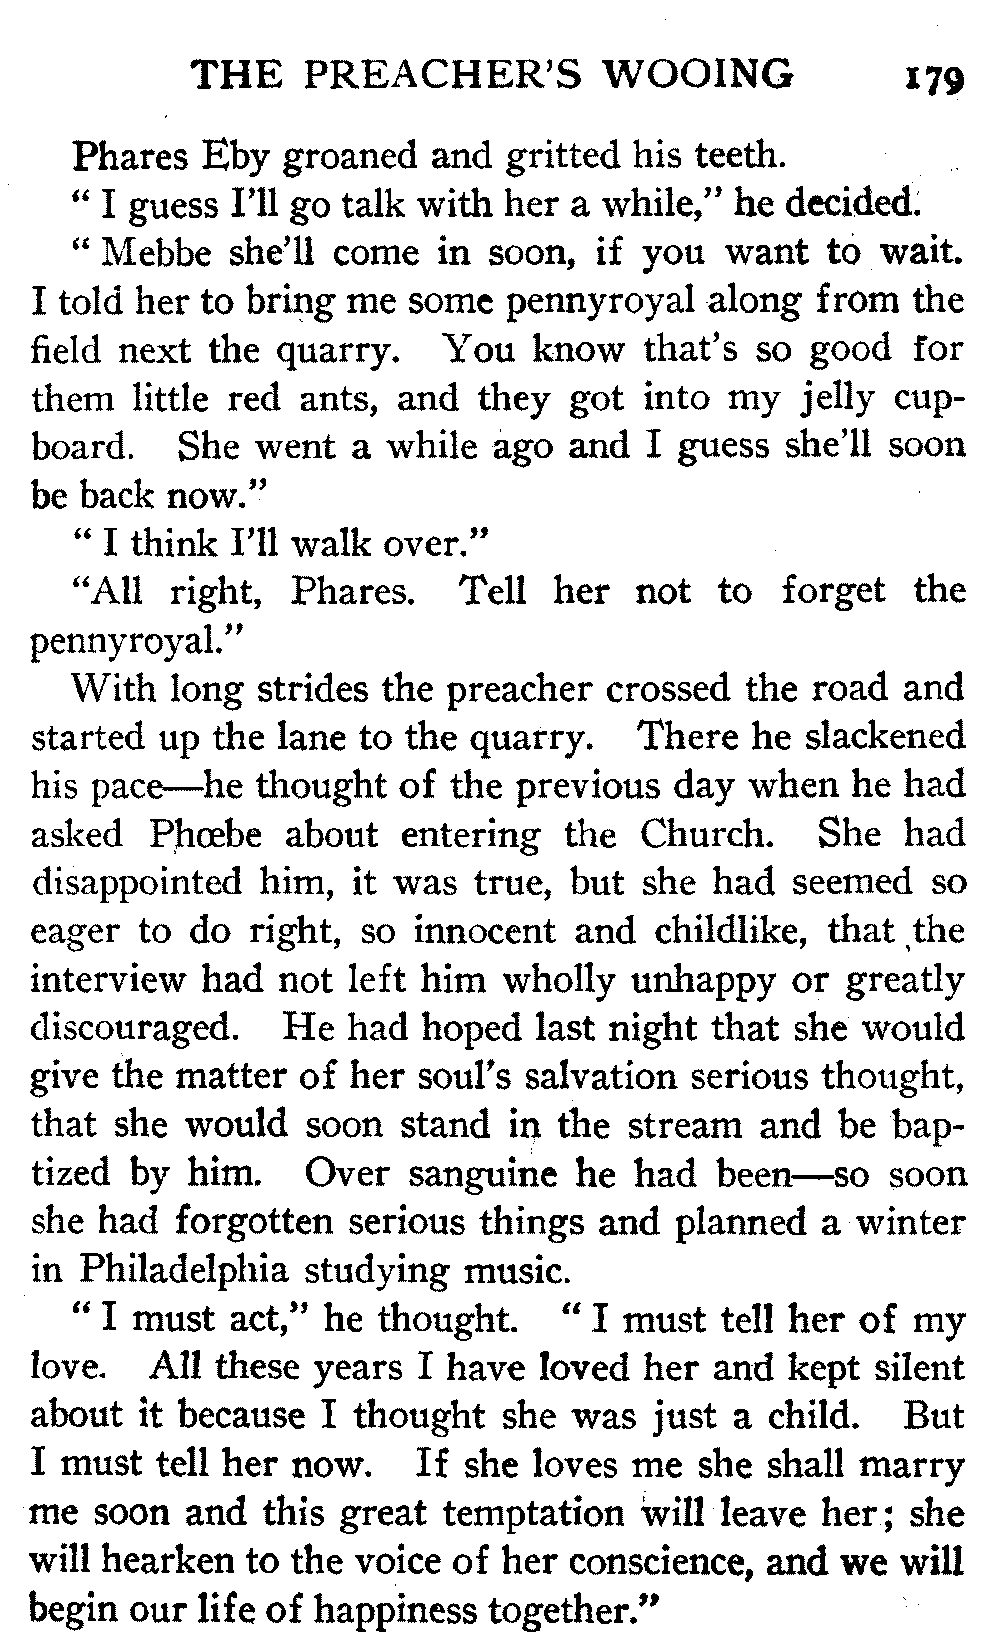 THE PREACHER'S WOOING 179
Phares Eby groaned and gritted his teeth.
" I guess I'll go talk with her a while," he decided.
" Mebbe she'll come in soon, if you want to wait.
I told her to bring me some pennyroyal along from the
field next the quarry. You know that's so good for
them little red ants, and they got into my jelly cup-
board. She went a while ago and I guess she'll soon
be back now."
" I think I'll walk over."
"All right, Phares. Tell her not to forget the
pennyroyal."
With long strides the preacher crossed the road and
started up the lane to the quarry. There he slackened
his pace—he thought of the previous day when he had
asked Phœbe about entering the Church. She had
disappointed him, it was true, but she had seemed so
eager to do right, so innocent and childlike, that the
interview had not left him wholly unhappy or greatly
discouraged. He had hoped last night that she would
give the matter of her soul's salvation serious thought,
that she would soon stand in the stream and be bap-
tized by him. Over sanguine he had been—so soon
she had forgotten serious things and planned a winter
in Philadelphia studying music.
" I must act," he thought. " I must tell her of my
love. All these years I have loved her and kept silent
about it because I thought she was just a child. But
I must tell her now. If she loves me she shall marry
me soon and this great temptation will leave her; she
will hearken to the voice of her conscience, and we will
begin our life of happiness together."